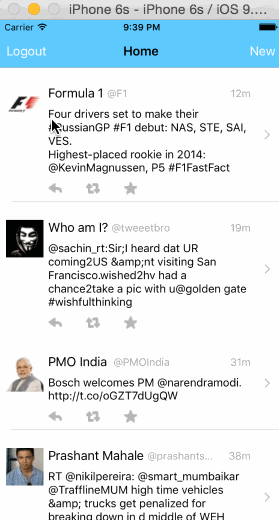 iPhone 6s - iPhone 6s / iOS 9....
Carrier 9:39 PM
Logout Home New
Formula 1 @F1 12m
Four drivers set to make their
#RussianGP #F1 debut: NAS, STE, SAI,
VES.
Highest-placed rookie in 2014:
@KevinMagnussen, P5 #F1FastFact
Who am I? @tweeetbro 19m
@sachin_rt:Sir;I heard dat UR
coming2US &amp;nt visiting San
Francisco.wished2hv had a
chance2take a pic with u@golden gate
#wishfulthinking
PMO India @PMOIndia 31m
Bosch welcomes PM @narendramodi.
http://t.co/oGZT7dUgQW
Prashant Mahale @prashants... 38m
RT @nikilpereira: @smart_mumbaikar
@TrafflineMUM high time vehicles
&amp; trucks get penalized for
breaking down in d middle of WEH